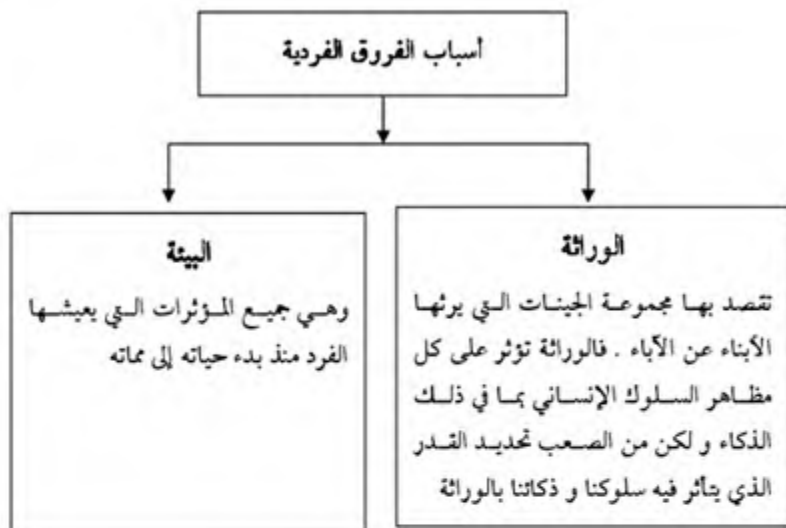 أسباب الفروق الفردية
الوراثة
تقصد بها مجموعة الجينات التي يرثها
الأبناء عن الآباء . فالوراثة تؤثر على كل
مظاهر السلوك الإنساني بما في ذلك
الذكاء و لكن من الصعب تحديد القدر
الذي يتأثر فيه سلوكنا و ذكائنا بالوراثة
البيئة
وهي جميع المؤثرات التي يعيشها
الفرد منذ بدء حياته إلى مماته